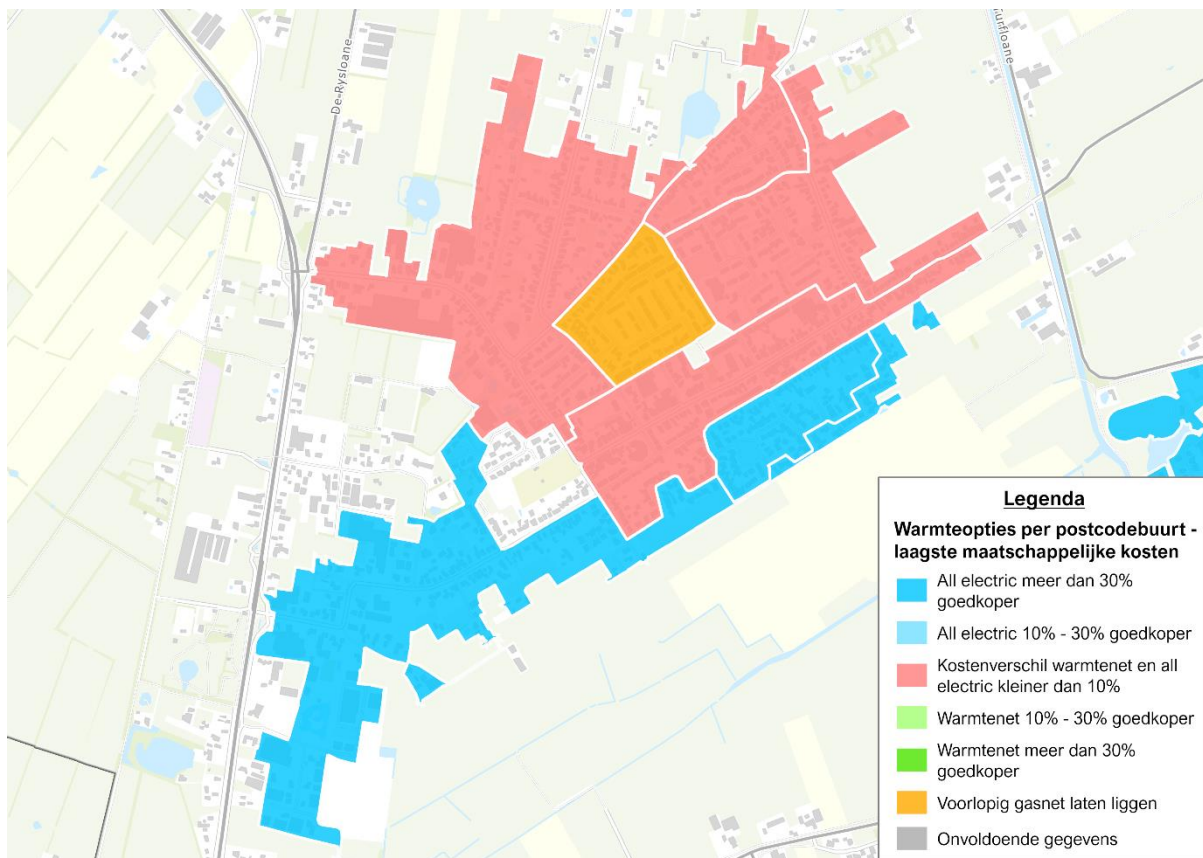 De-Rysloane
urfloane
Legenda
Warmteopties per postcodebuurt -
laagste maatschappelijke kosten
All electric meer dan 30%
goedkoper
All electric 10% - 30% goedkoper
Kostenverschil warmtenet en all
electric kleiner dan 10%
Warmtenet 10% - 30% goedkoper
Warmtenet meer dan 30%
goedkoper
Voorlopig gasnet laten liggen
Onvoldoende gegevens